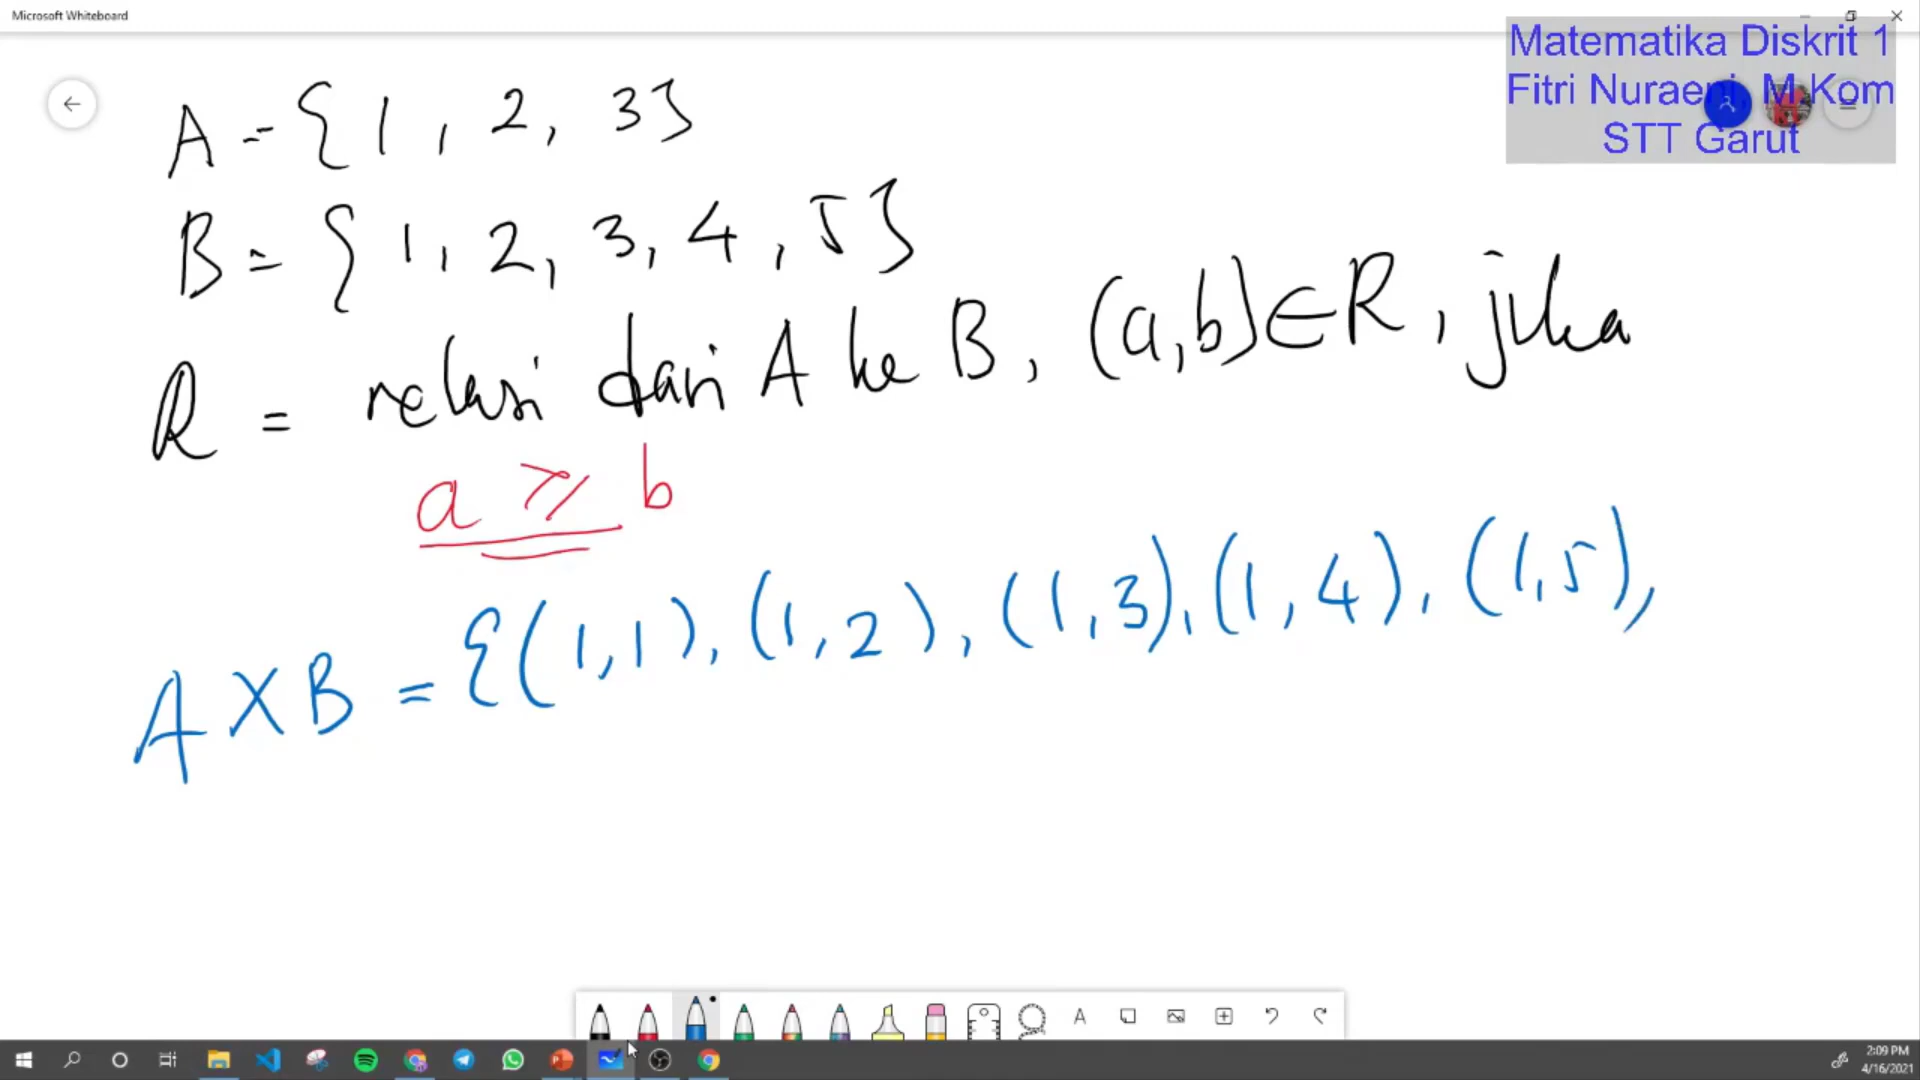 Microsoft Whiteboard
Matematika Diskrit 1
Fitri Nuraeni, M.Kom
STT Garut
A = {1, 2, 3}
B = {1, 2, 3, 4, 5}
R = relasi dari A ke B, (a,b) ∈ R, jika
a ≥ b
A X B = {(1,1), (1,2), (1,3), (1,4), (1,5),
2:09 PM
4/16/2021